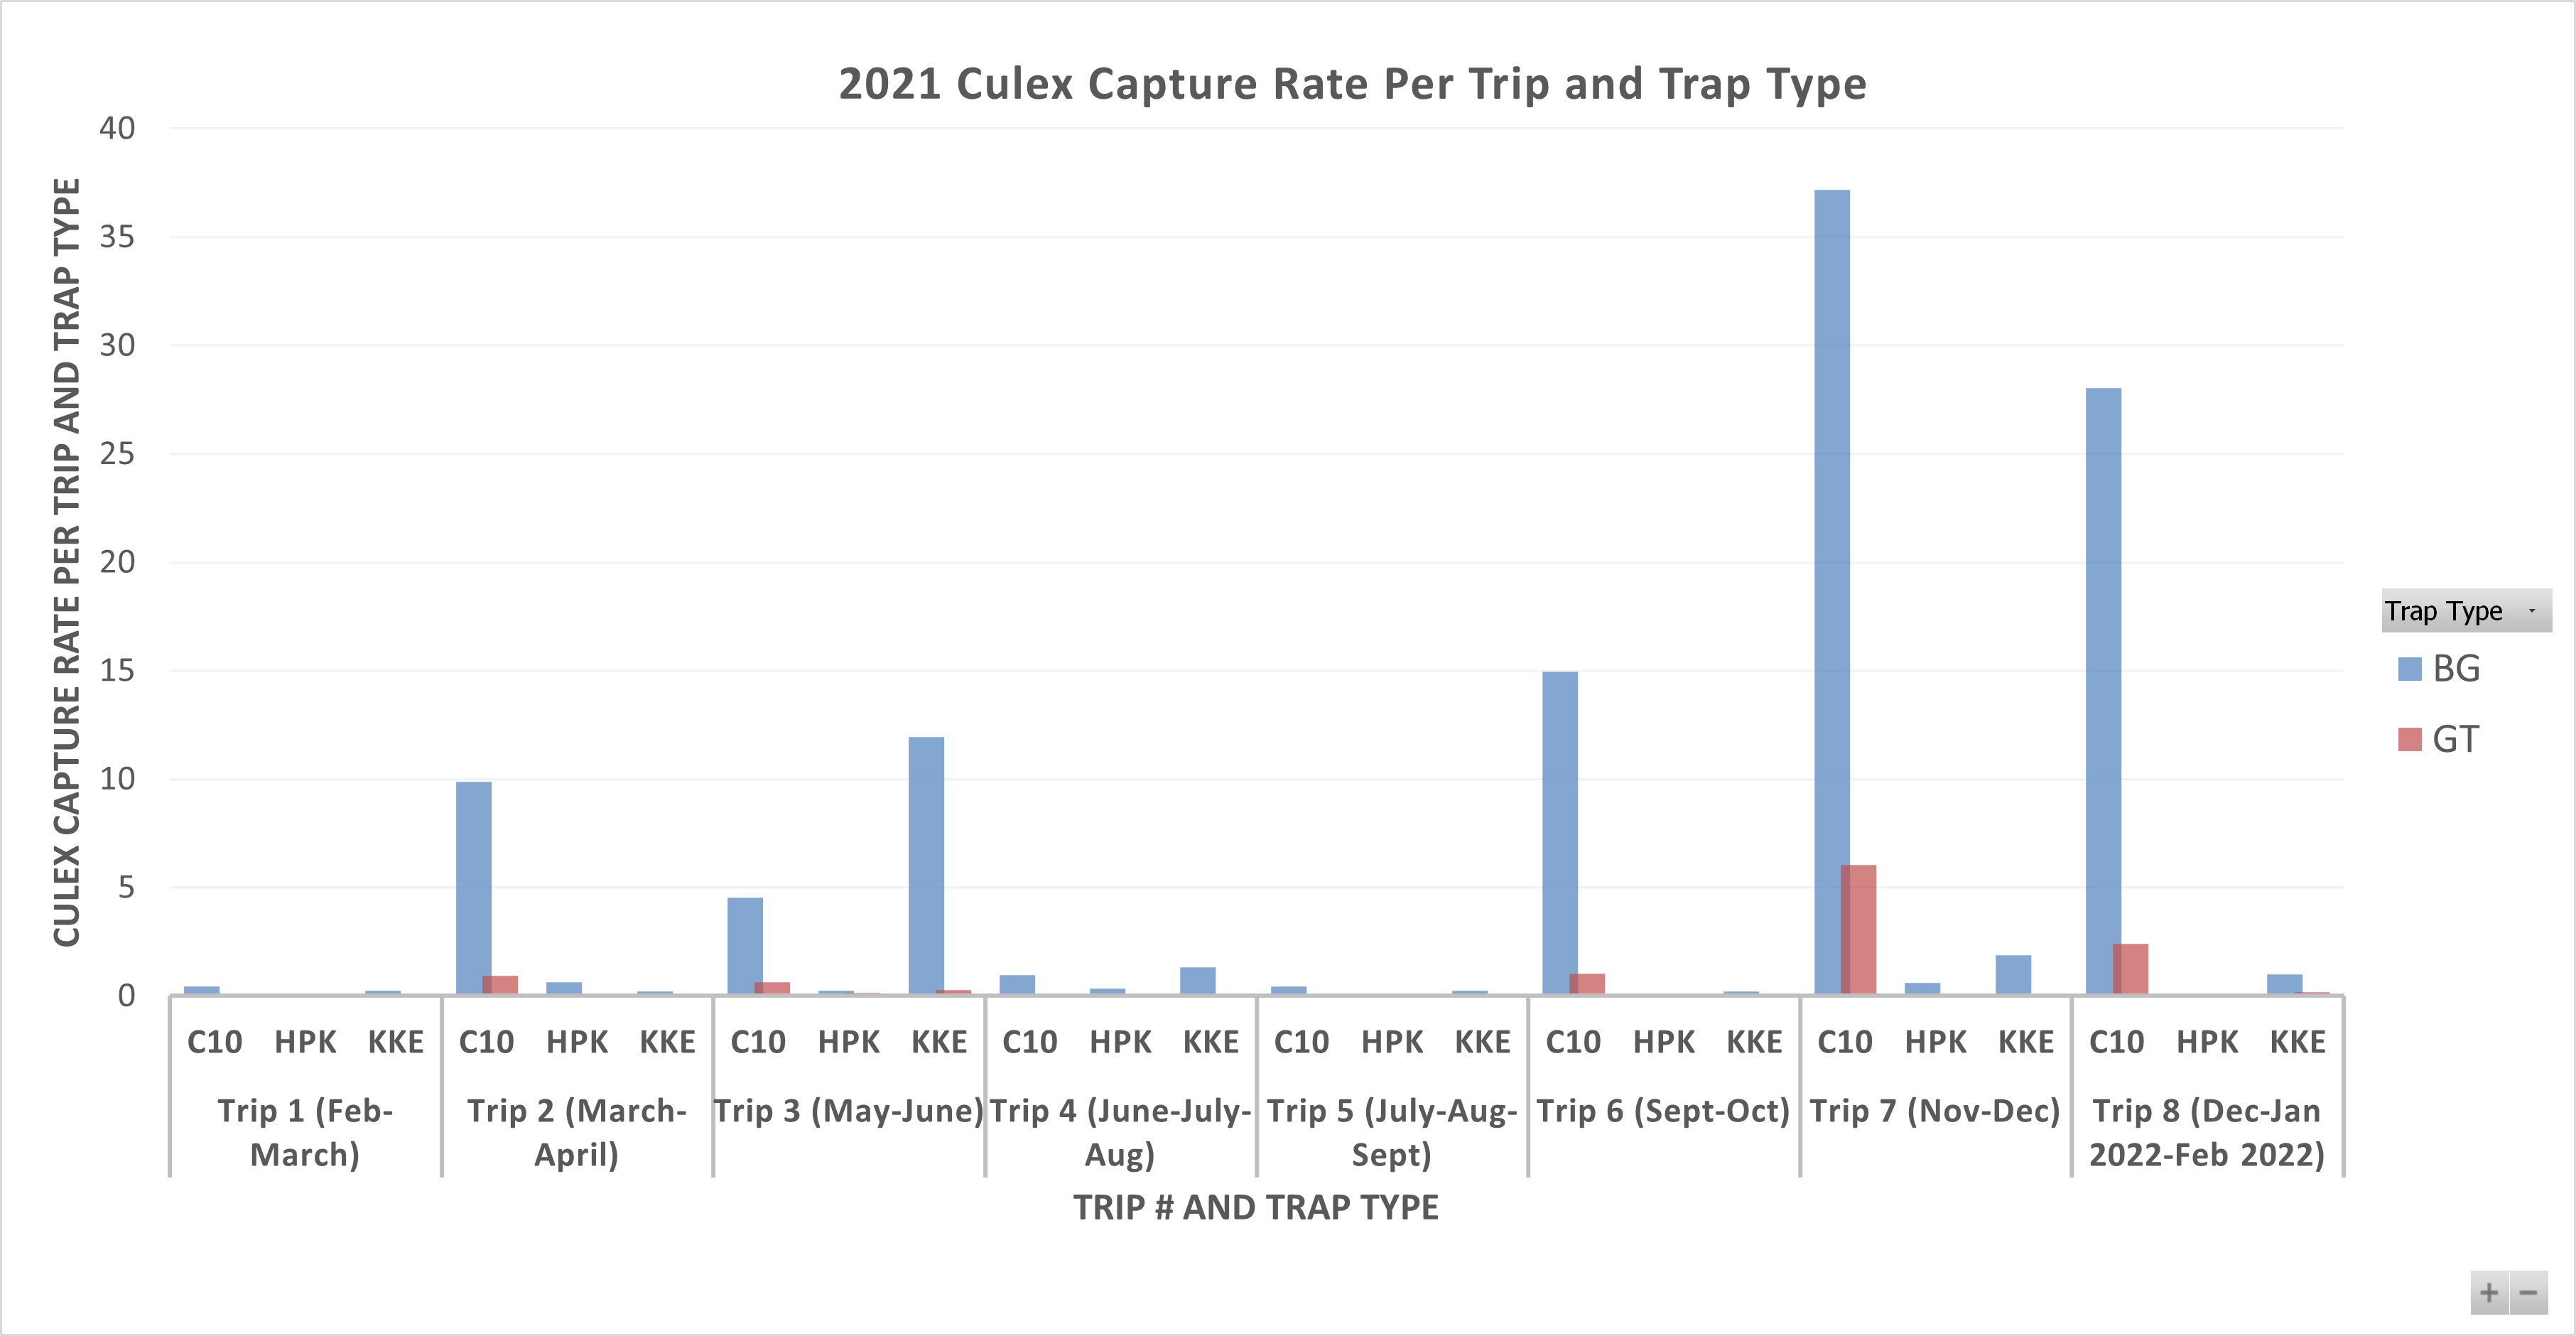 2021 Culex Capture Rate Per Trip and Trap Type
CULEX CAPTURE RATE PER TRIP AND TRAP TYPE
40
35
30
25
20
15
10
5
0
C10 HPK KKE C10 HPK KKE C10 HPK KKE C10 HPK KKE C10 HPK KKE C10 HPK KKE C10 HPK KKE C10 HPK KKE
Trip 1 (Feb-
March)
Trip 2 (March-
April)
Trip 3 (May-June)
Trip 4 (June-July-
Aug)
Trip 5 (July-Aug-
Sept)
Trip 6 (Sept-Oct)
Trip 7 (Nov-Dec)
Trip 8 (Dec-Jan
2022-Feb 2022)
TRIP # AND TRAP TYPE
Trap Type
BG
GT
+ −